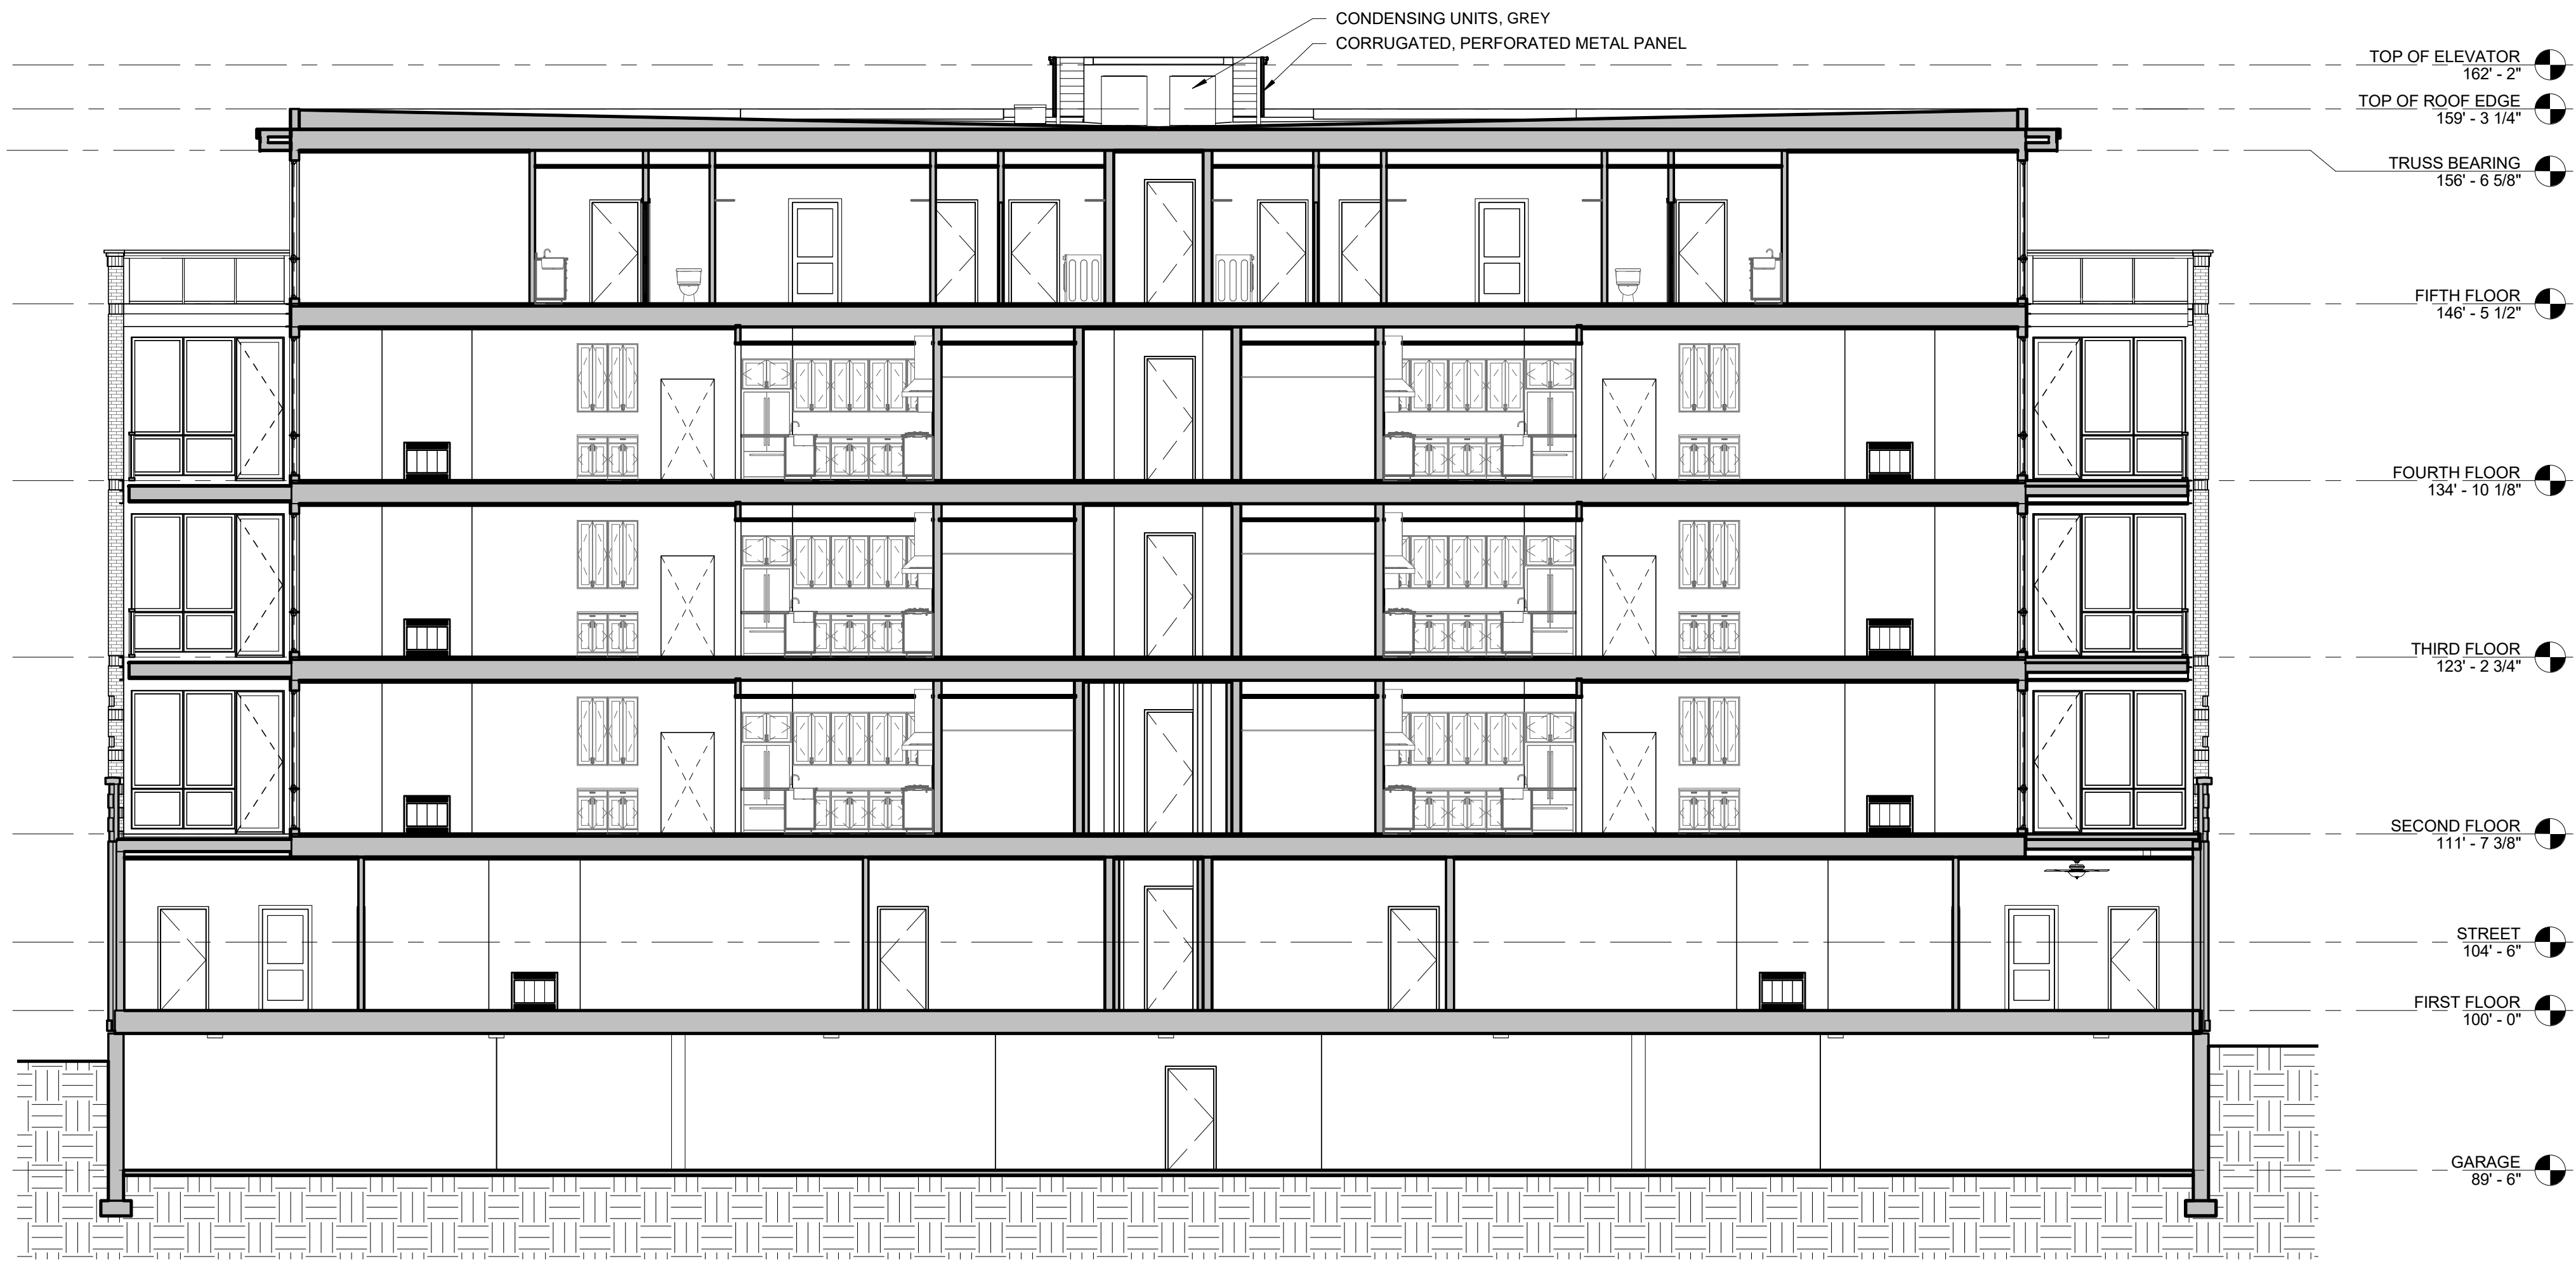 CONDENSING UNITS, GREY
CORRUGATED, PERFORATED METAL PANEL
TOP OF ELEVATOR
162' - 2"
TOP OF ROOF EDGE
159' - 3 1/4"
TRUSS BEARING
156' - 6 5/8"
FIFTH FLOOR
146' - 5 1/2"
FOURTH FLOOR
134' - 10 1/8"
THIRD FLOOR
123' - 2 3/4"
SECOND FLOOR
111' - 7 3/8"
STREET
104' - 6"
FIRST FLOOR
100' - 0"
GARAGE
89' - 6"